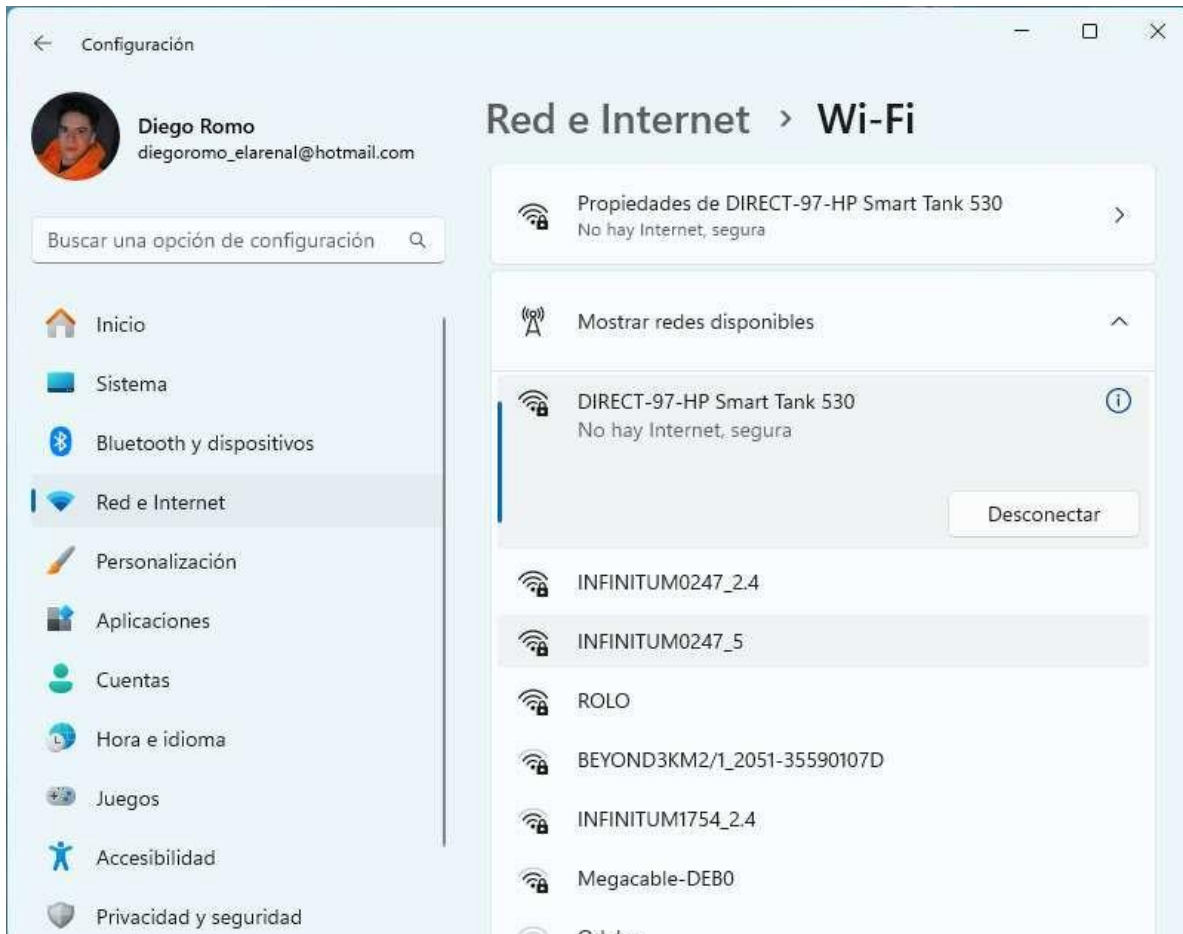 Configuración
Diego Romo
diegoromo_elarenal@hotmail.com
Buscar una opción de configuración
Inicio
Sistema
Bluetooth y dispositivos
Red e Internet
Personalización
Aplicaciones
Cuentas
Hora e idioma
Juegos
Accesibilidad
Privacidad y seguridad
Red e Internet > Wi-Fi
Propiedades de DIRECT-97-HP Smart Tank 530
No hay Internet, segura
Mostrar redes disponibles
DIRECT-97-HP Smart Tank 530
No hay Internet, segura
Desconectar
INFINITUM0247_2.4
INFINITUM0247_5
ROLO
BEYOND3KM2/1_2051-35590107D
INFINITUM1754_2.4
Megacable-DEB0